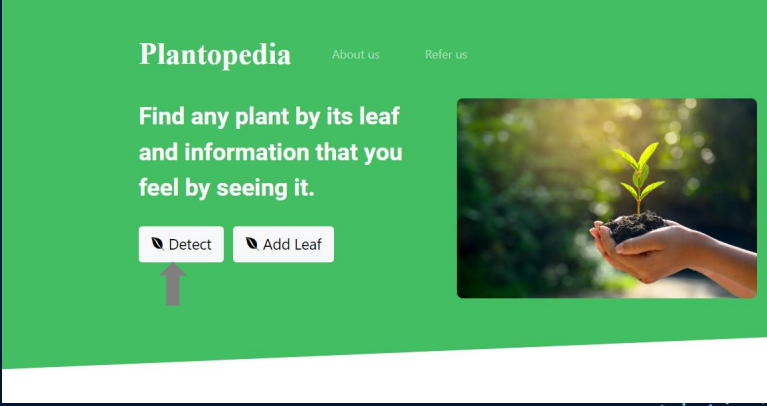 Plantopedia About us Refer us
Find any plant by its leaf
and information that you
feel by seeing it.
Detect Add Leaf